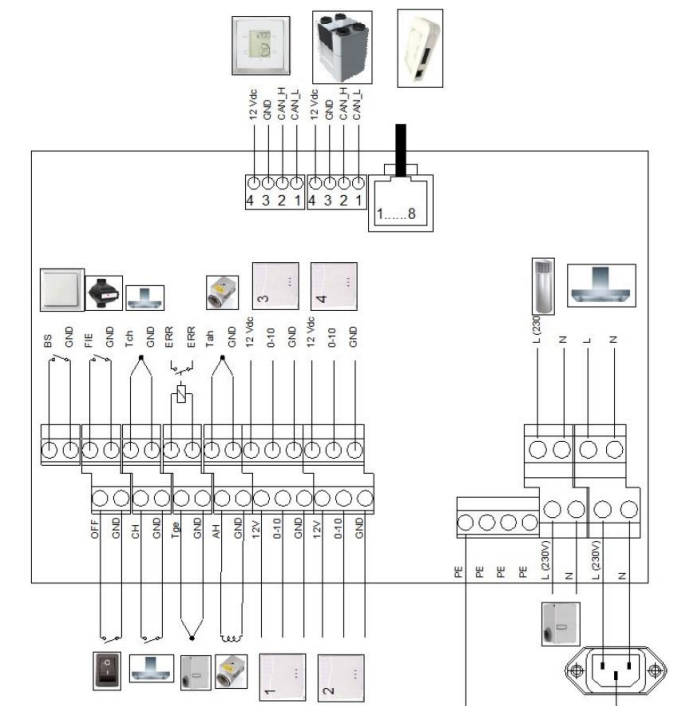 12 Vdc
GND
CAN_H
CAN_L
12 Vdc
GND
CAN_H
CAN_L
4 3 2 1 4 3 2 1
1......8
3
4
BS
GND
FIE
GND
Tch
GND
ERR
ERR
Tah
GND
12 Vdc
0-10
GND
12 Vdc
0-10
GND
L (230
N
L
N
OFF
GND
CH
GND
Tge
GND
AH
GND
12V
0-10
GND
12V
0-10
GND
PE
PE
PE
PE
L (230V)
N
L (230V)
N
1
2